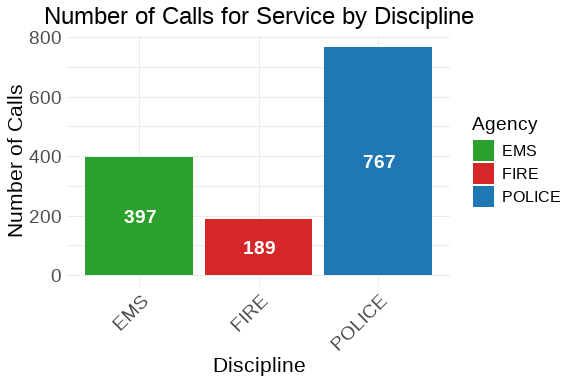 Number of Calls for Service by Discipline
Number of Calls
800
600
400
200
0
397
189
767
EMS
FIRE
POLICE
Discipline
Agency
EMS
FIRE
POLICE